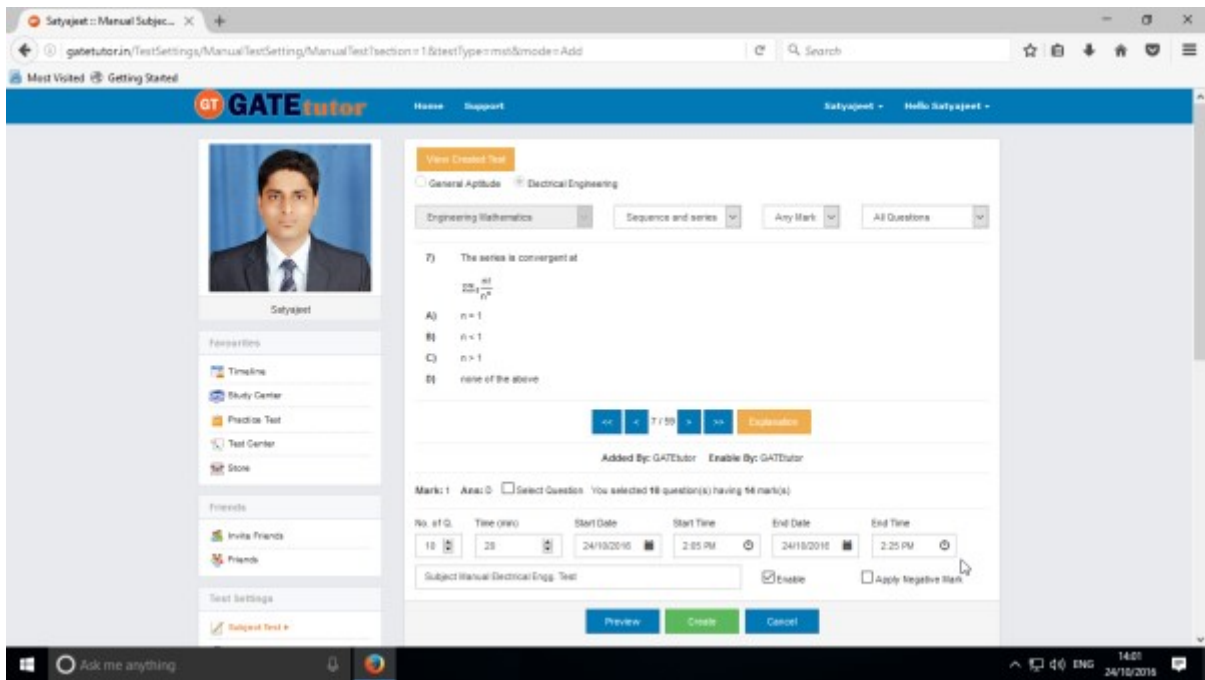 Satyajeet :: Manual Subjec...
gatetutor.in/TestSettings/ManualTestSetting/ManualTest?section=1&testType=mst&mode=Add
Search
Most Visited Getting Started
GT GATEtutor Home Support Satyajeet Hello Satyajeet
Satyajeet
Favourites
Timeline
Study Center
Practice Test
Test Center
Store
Friends
Invite Friends
Friends
Test Settings
Subject Test
View Created Test
General Aptitude Electrical Engineering
Engineering Mathematics Sequence and series Any Mark All Questions
7) The series is convergent at
n!
nⁿ
A) n = 1
B) n < 1
C) n > 1
D) none of the above
<< < 7 / 59 > >> Explanation
Added By: GATEtutor Enable By: GATEtutor
Mark: 1 Ans: D Select Question You selected 10 question(s) having 14 mark(s)
No. of Q. Time (min) Start Date Start Time End Date End Time
10 20 24/10/2016 2:05 PM 24/10/2016 2:25 PM
Subject Manual Electrical Engg. Test Enable Apply Negative Mark
Preview Create Cancel
Ask me anything
ENG
14:01
24/10/2016